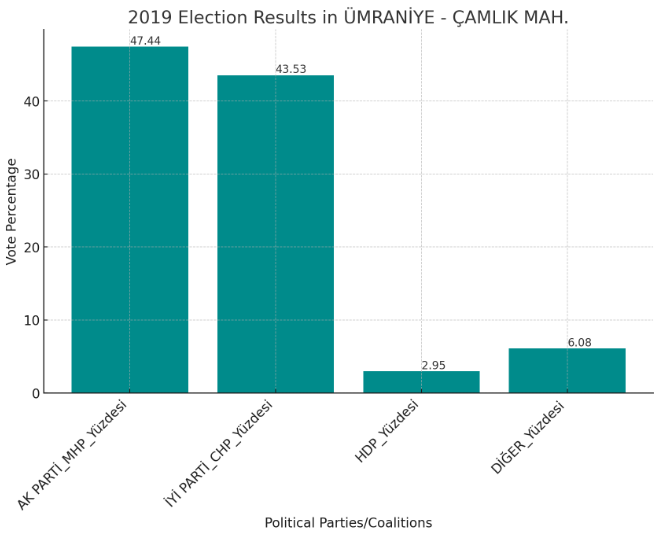 2019 Election Results in ÜMRANİYE - ÇAMLIK MAH.
47.44
43.53
2.95
6.08
Vote Percentage
40
30
20
10
0
AK PARTİ_MHP_Yüzdesi
İYİ PARTİ_CHP_Yüzdesi
HDP_Yüzdesi
DİĞER_Yüzdesi
Political Parties/Coalitions